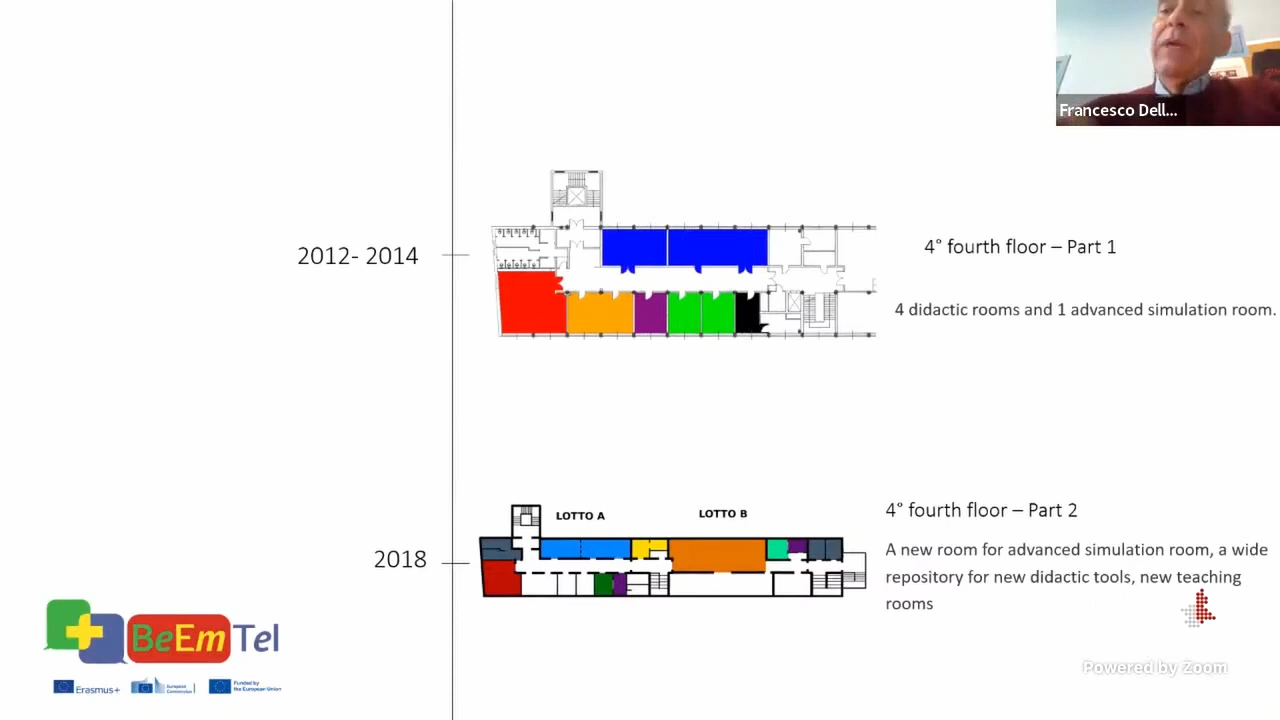 Francesco Dell...
2012- 2014
4° fourth floor – Part 1
4 didactic rooms and 1 advanced simulation room.
LOTTO A
LOTTO B
2018
4° fourth floor – Part 2
A new room for advanced simulation room, a wide
repository for new didactic tools, new teaching
rooms
BeEmTel
Erasmus+
European
Commission
Funded by
the European Union
Powered by Zoom